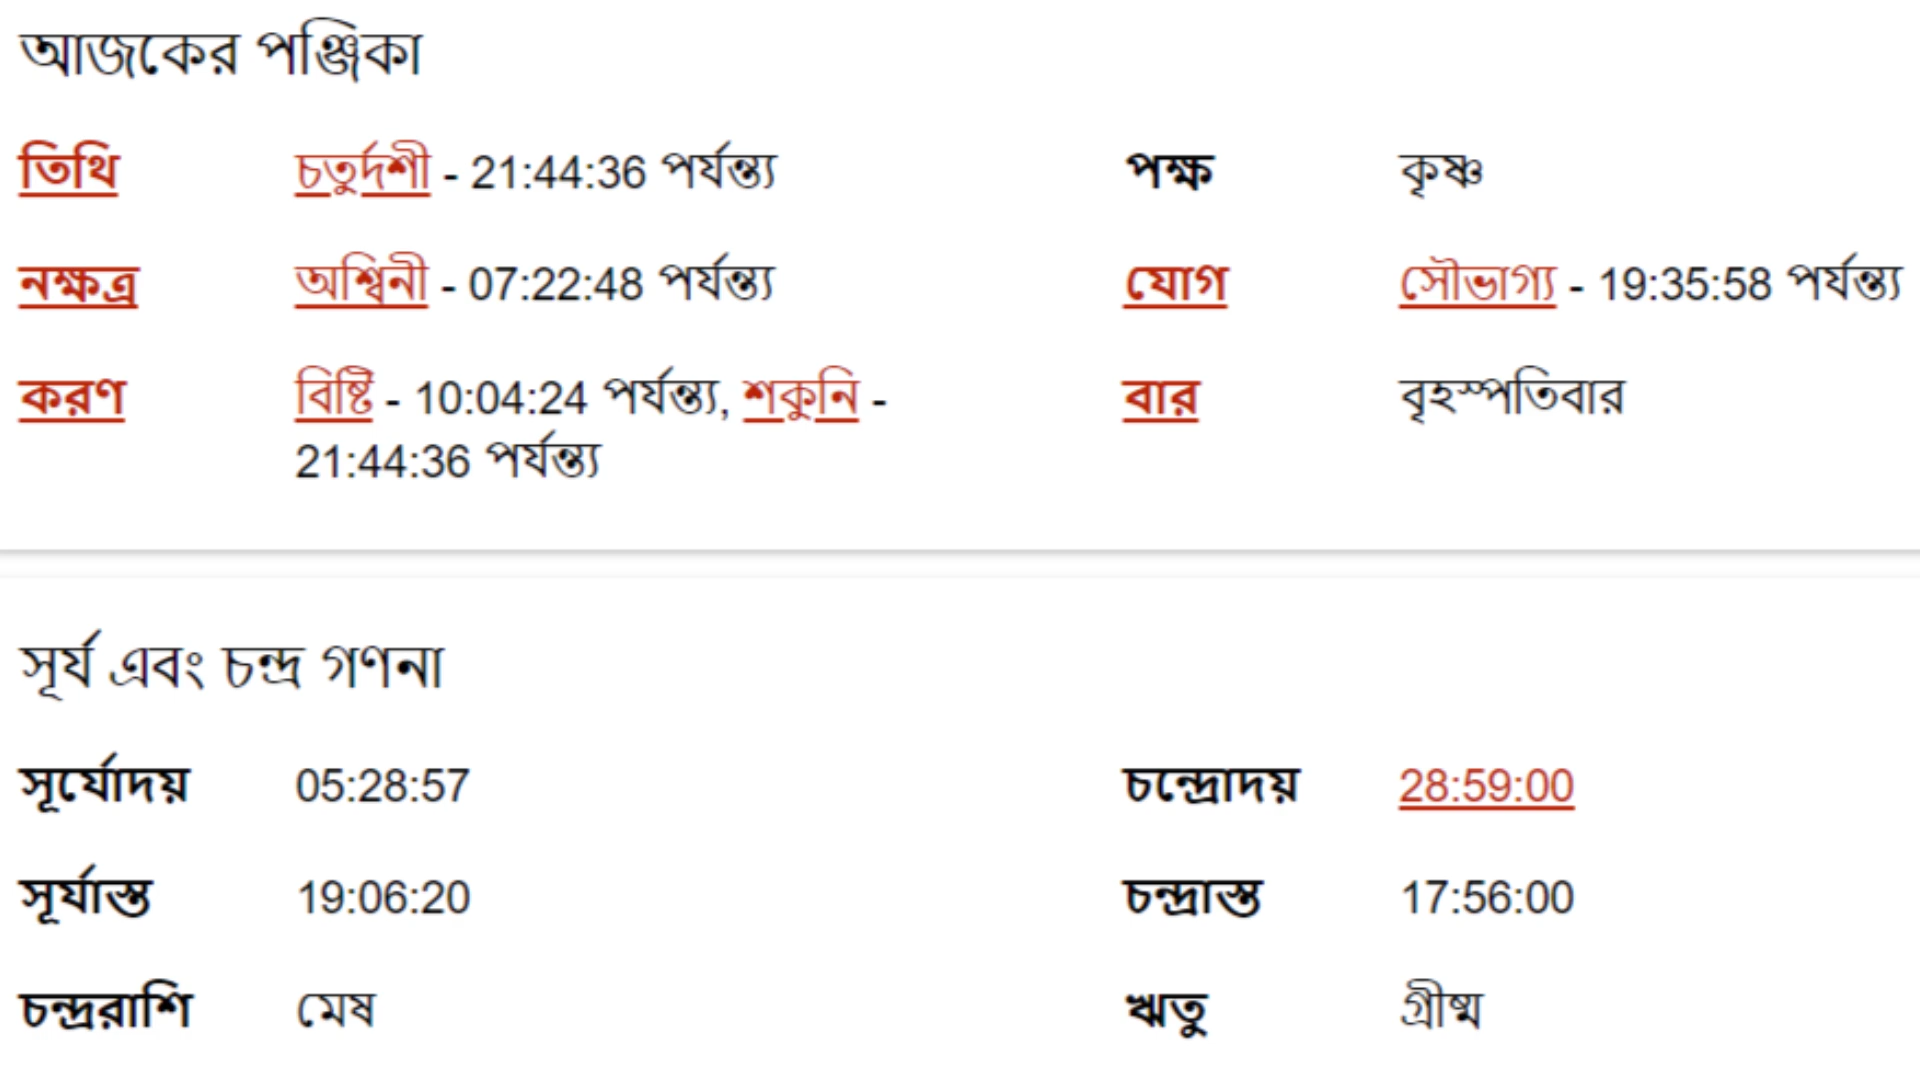 আজকের পঞ্জিকা
তিথি চতুর্দশী - 21:44:36 পর্যন্ত্য পক্ষ কৃষ্ণ
নক্ষত্র অশ্বিনী - 07:22:48 পর্যন্ত্য যোগ সৌভাগ্য - 19:35:58 পর্যন্ত্য
করণ বিষ্টি - 10:04:24 পর্যন্ত্য, শকুনি - বার বৃহস্পতিবার
21:44:36 পর্যন্ত্য
সূর্য এবং চন্দ্র গণনা
সূর্যোদয় 05:28:57 চন্দ্রোদয় 28:59:00
সূর্যাস্ত 19:06:20 চন্দ্রাস্ত 17:56:00
চন্দ্ররাশি মেষ ঋতু গ্রীষ্ম